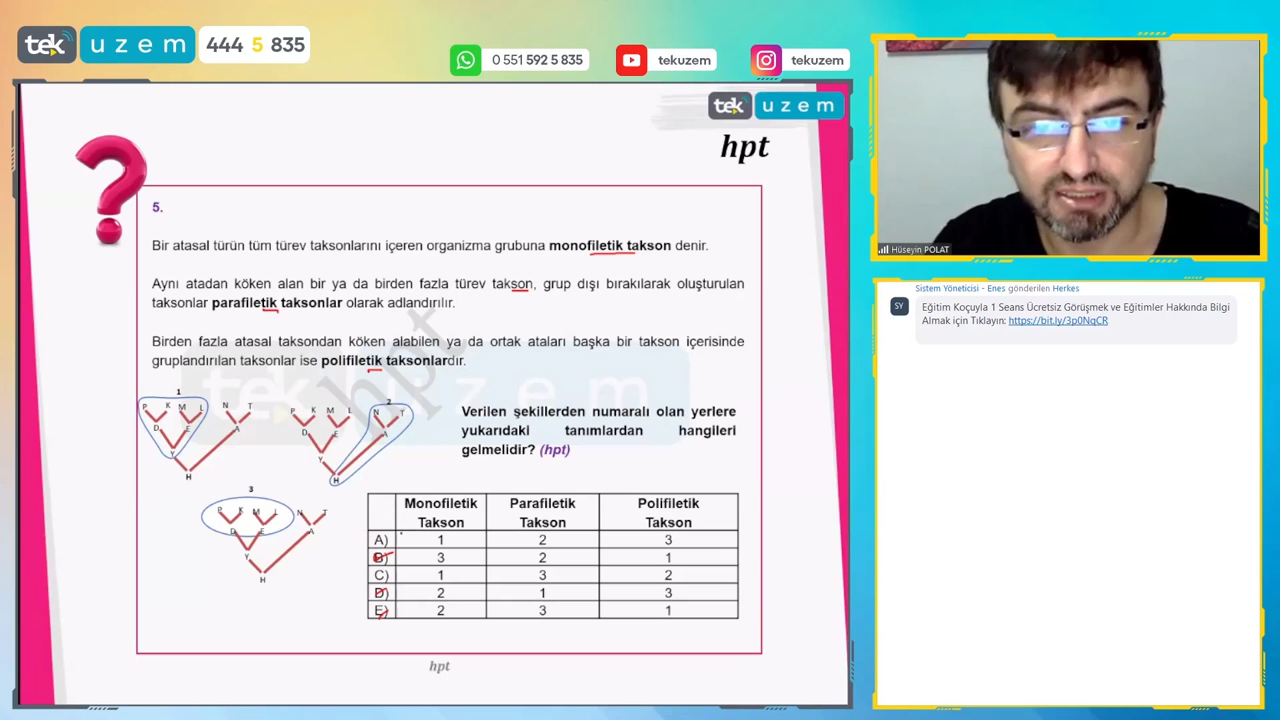 tek uzem 444 5 835
0 551 592 5 835 tekuzem tekuzem
tek uzem
hpt
5.
Bir atasal türün tüm türev taksonlarını içeren organizma grubuna monofiletik takson denir.
Aynı atadan köken alan bir ya da birden fazla türev takson, grup dışı bırakılarak oluşturulan
taksonlar parafiletik taksonlar olarak adlandırılır.
Birden fazla atasal taksondan köken alabilen ya da ortak ataları başka bir takson içerisinde
gruplandırılan taksonlar ise polifiletik taksonlardır.
hpt
tek uzem
1
P K M L N T
D E A
Y
H
2
P K M L N T
D E A
Y
H
3
P K M L N T
D E A
Y
H
Verilen şekillerden numaralı olan yerlere
yukarıdaki tanımlardan hangileri
gelmelidir? (hpt)
Monofiletik Takson Parafiletik Takson Polifiletik Takson
A) 1 2 3
B) 3 2 1
C) 1 3 2
D) 2 1 3
E) 2 3 1
hpt
Hüseyin POLAT
Sistem Yöneticisi - Enes gönderilen Herkes
SY
Eğitim Koçuyla 1 Seans Ücretsiz Görüşmek ve Eğitimler Hakkında Bilgi
Almak için Tıklayın: https://bit.ly/3p0NqCR